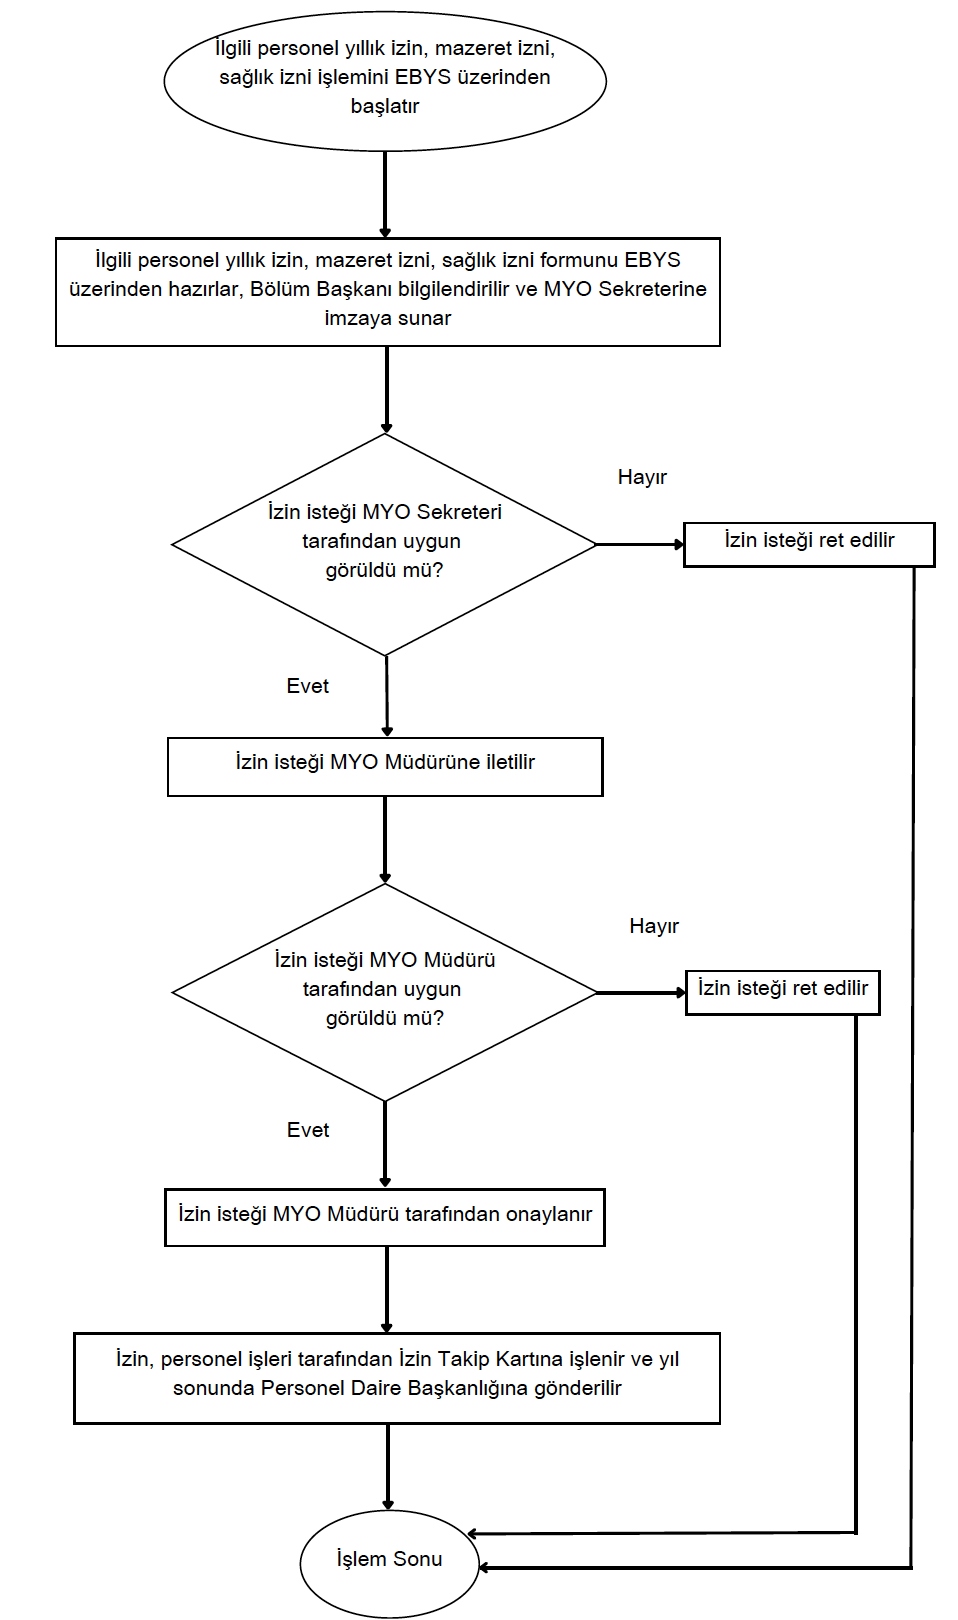 İlgili personel yıllık izin, mazeret izni,
sağlık izni işlemini EBYS üzerinden
başlatır
İlgili personel yıllık izin, mazeret izni, sağlık izni formunu EBYS
üzerinden hazırlar, Bölüm Başkanı bilgilendirilir ve MYO Sekreterine
imzaya sunar
İzin isteği MYO Sekreteri
tarafından uygun
görüldü mü?
Hayır
İzin isteği ret edilir
Evet
İzin isteği MYO Müdürüne iletilir
İzin isteği MYO Müdürü
tarafından uygun
görüldü mü?
Hayır
İzin isteği ret edilir
Evet
İzin isteği MYO Müdürü tarafından onaylanır
İzin, personel işleri tarafından İzin Takip Kartına işlenir ve yıl
sonunda Personel Daire Başkanlığına gönderilir
İşlem Sonu